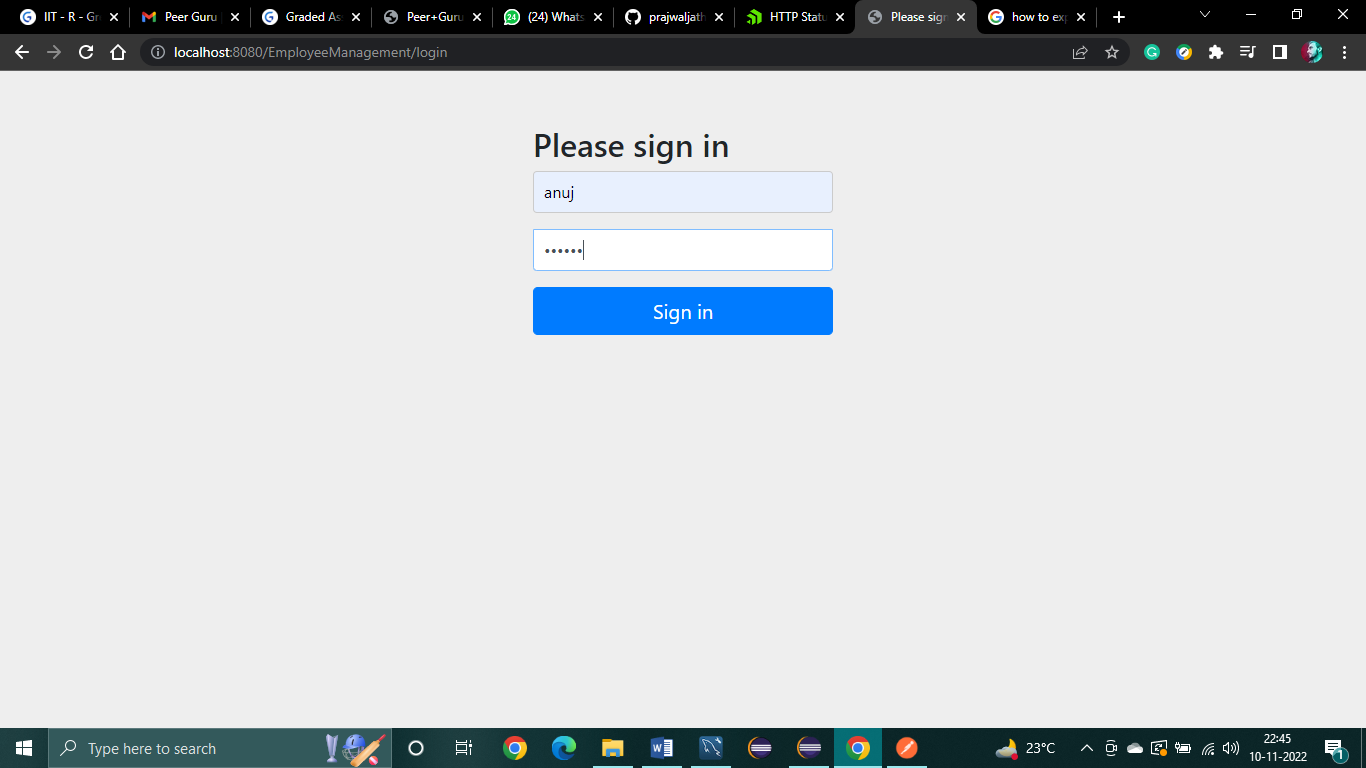 IIT - R - Gr
Peer Guru
Graded As
Peer+Guru
(24) Whats
prajwaljath
HTTP Statu
Please sign
how to exp
localhost:8080/EmployeeManagement/login
Please sign in
anuj
••••••
Sign in
Type here to search
23°C
22:45
10-11-2022
1